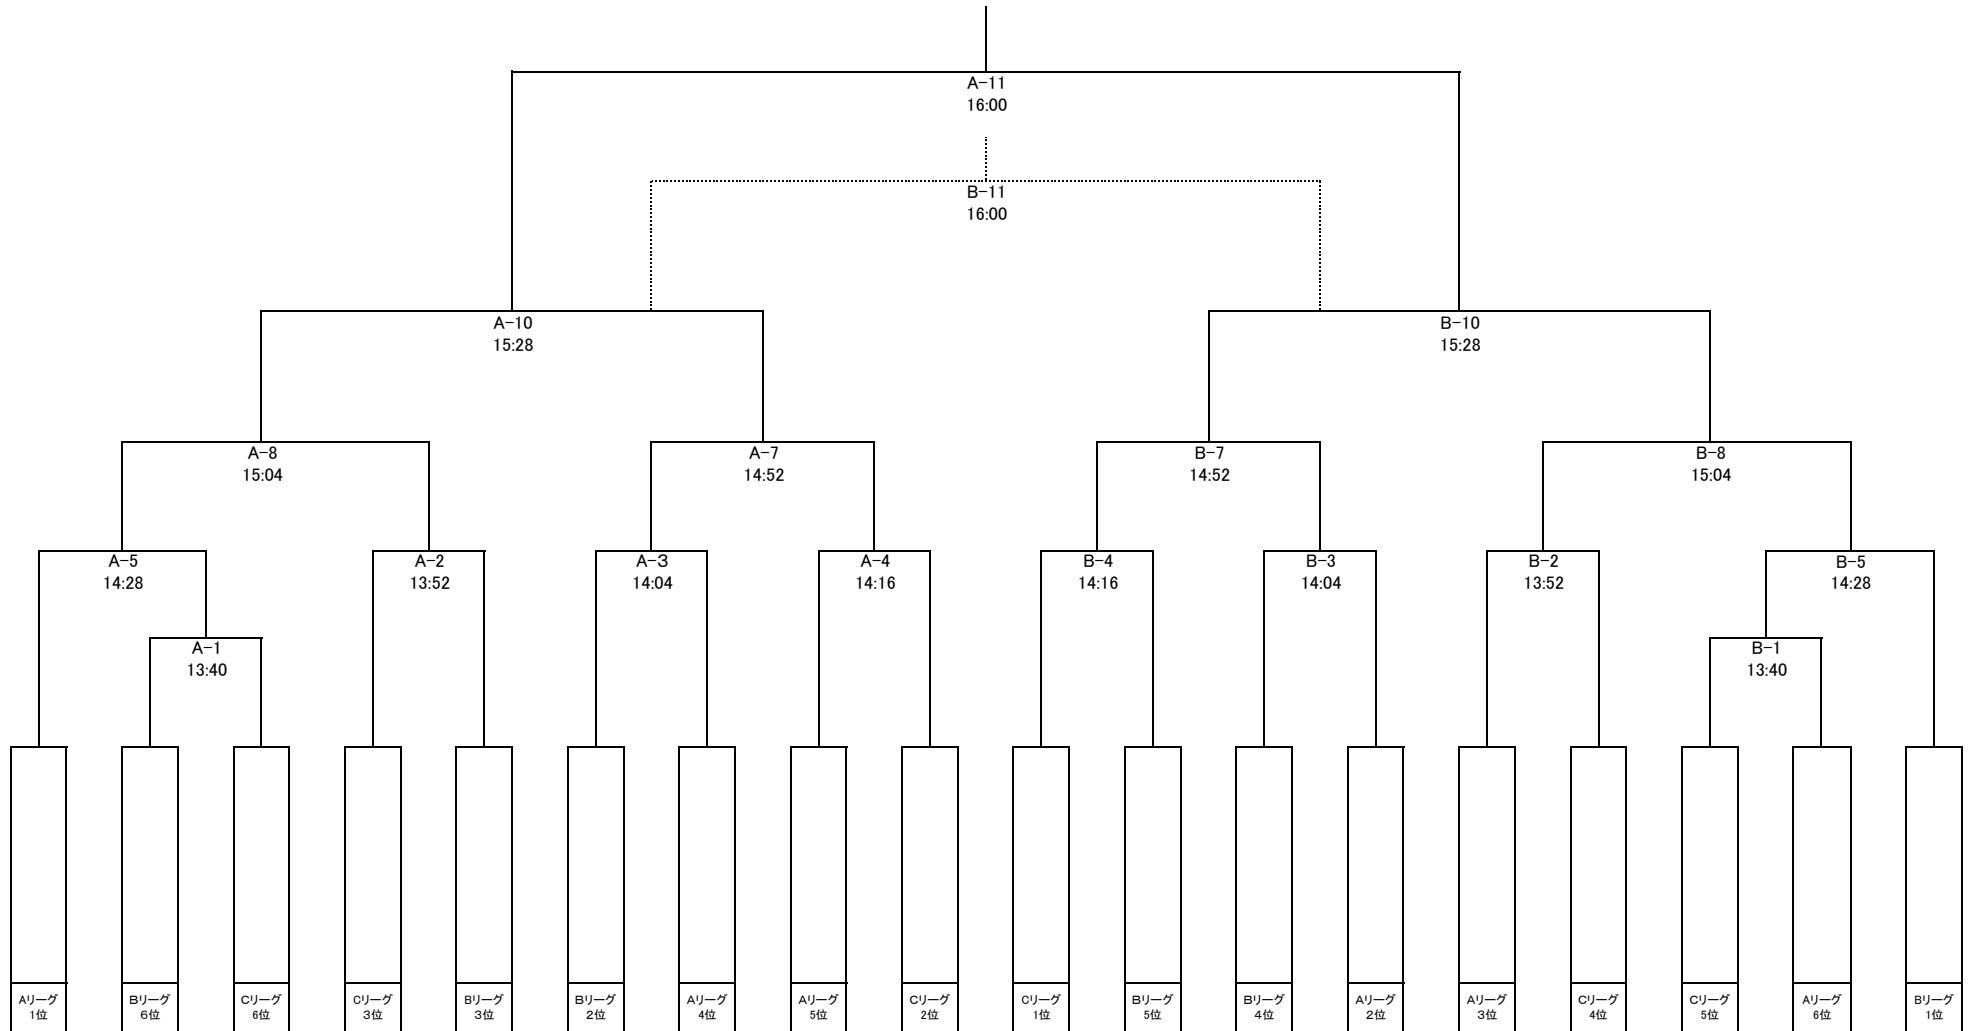 A-11
16:00
B-11
16:00
A-10
15:28
B-10
15:28
A-8
15:04
A-7
14:52
B-7
14:52
B-8
15:04
A-5
14:28
A-2
13:52
A-3
14:04
A-4
14:16
B-4
14:16
B-3
14:04
B-2
13:52
B-5
14:28
A-1
13:40
B-1
13:40
Aリーグ
1位
Bリーグ
6位
Cリーグ
6位
Cリーグ
3位
Bリーグ
3位
Bリーグ
2位
Aリーグ
4位
Aリーグ
5位
Cリーグ
2位
Cリーグ
1位
Bリーグ
5位
Bリーグ
4位
Aリーグ
2位
Aリーグ
3位
Cリーグ
4位
Cリーグ
5位
Aリーグ
6位
Bリーグ
1位